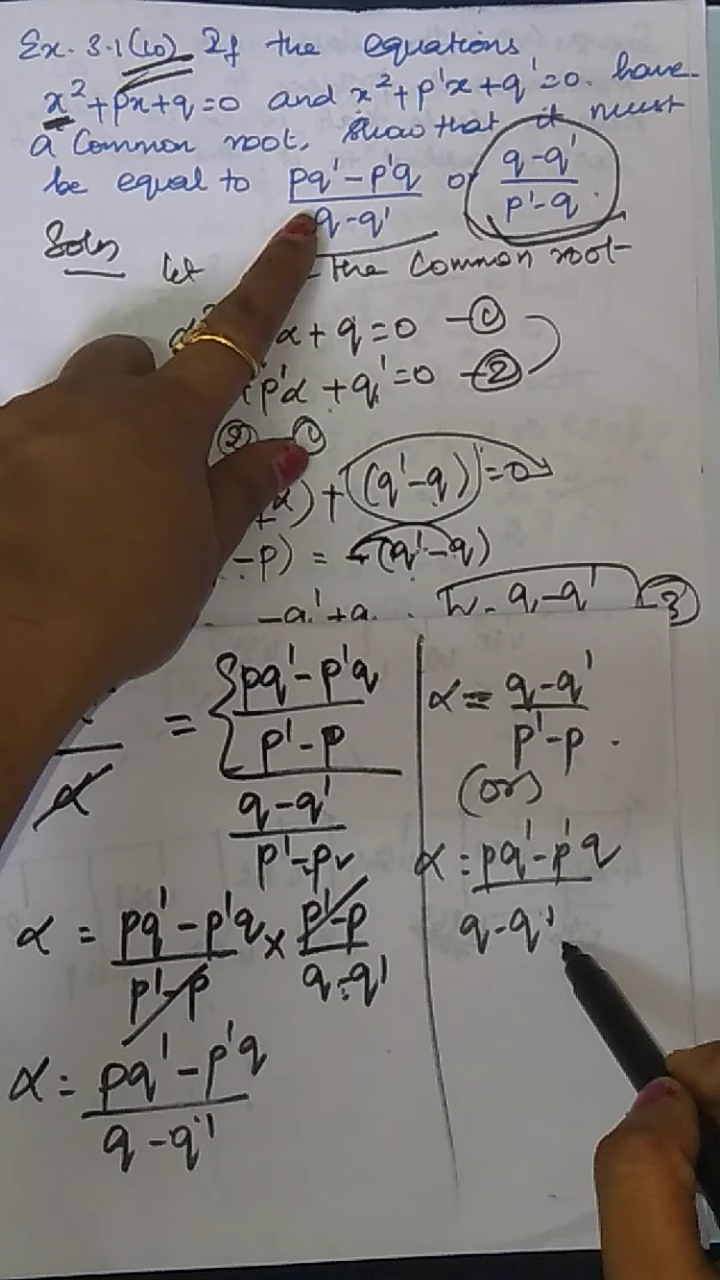 Ex. 3.1(10) If the equations
x²+px+q=0 and x²+p'x+q'=0. have
a Common root, show that it must
be equal to pq'-p'q / q-q' or q-q' / p'-q.
Soln Let the Common root
α+q=0 -①
p'α+q'=0 -②
② ①
α)+(q'-q)=0
-p) = -(q'-q)
-q'+q q-q' -③
α = {pq'-p'q / p'-p} / q-q' / p'-p
α = pq'-p'q / p'-p × p'-p / q-q'
α = pq'-p'q / q-q'
α = q-q' / p'-p.
(or)
α = pq'-p'q / q-q'